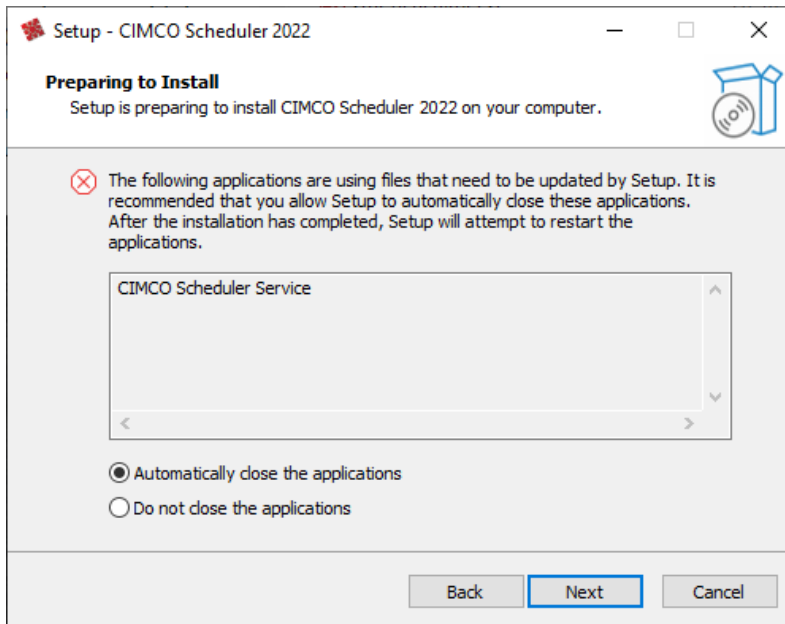 Setup - CIMCO Scheduler 2022
Preparing to Install
Setup is preparing to install CIMCO Scheduler 2022 on your computer.
The following applications are using files that need to be updated by Setup. It is
recommended that you allow Setup to automatically close these applications.
After the installation has completed, Setup will attempt to restart the
applications.
CIMCO Scheduler Service
Automatically close the applications
Do not close the applications
Back
Next
Cancel